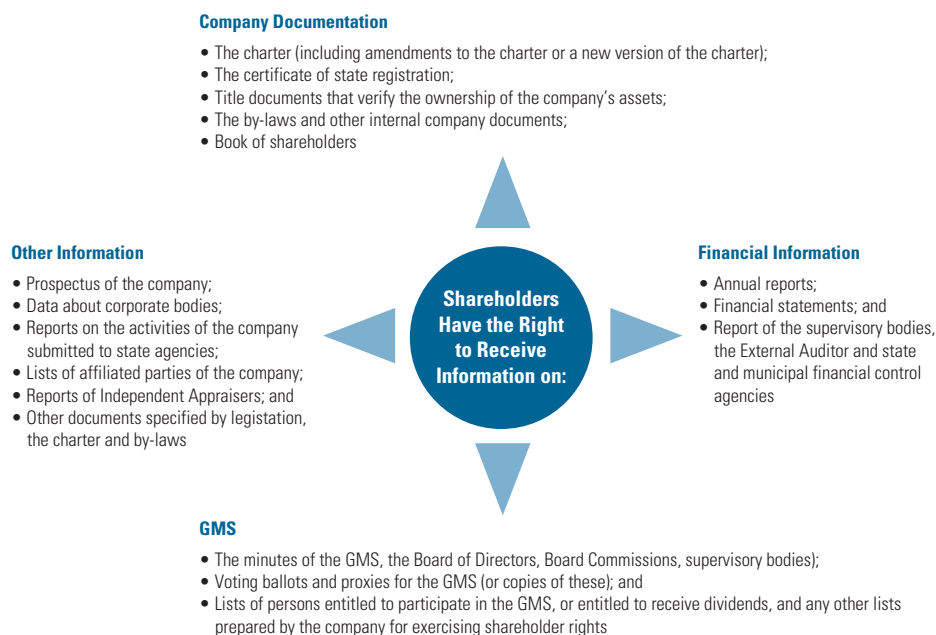 Company Documentation
• The charter (including amendments to the charter or a new version of the charter);
• The certificate of state registration;
• Title documents that verify the ownership of the company's assets;
• The by-laws and other internal company documents;
• Book of shareholders
Other Information
• Prospectus of the company;
• Data about corporate bodies;
• Reports on the activities of the company
submitted to state agencies;
• Lists of affiliated parties of the company;
• Reports of Independent Appraisers; and
• Other documents specified by legistation,
the charter and by-laws
Shareholders
Have the Right
to Receive
Information on:
Financial Information
• Annual reports;
• Financial statements; and
• Report of the supervisory bodies,
the External Auditor and state
and municipal financial control
agencies
GMS
• The minutes of the GMS, the Board of Directors, Board Commissions, supervisory bodies);
• Voting ballots and proxies for the GMS (or copies of these); and
• Lists of persons entitled to participate in the GMS, or entitled to receive dividends, and any other lists
prepared by the company for exercising shareholder rights